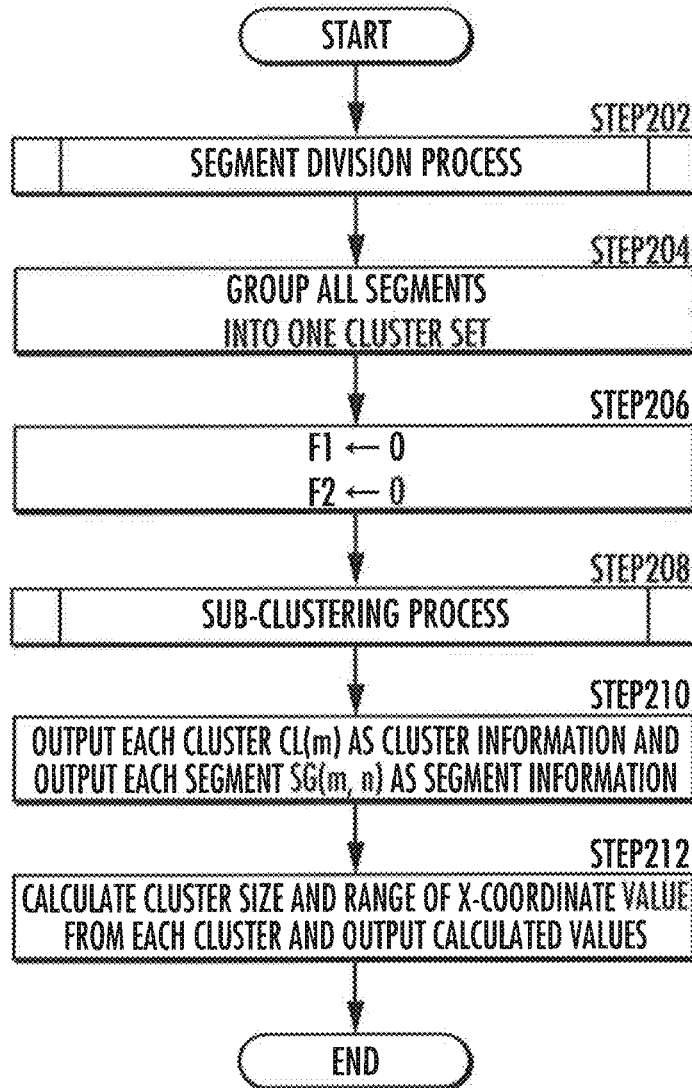 START
STEP202
SEGMENT DIVISION PROCESS
STEP204
GROUP ALL SEGMENTS
INTO ONE CLUSTER SET
STEP206
F1 ← 0
F2 ← 0
STEP208
SUB-CLUSTERING PROCESS
STEP210
OUTPUT EACH CLUSTER CL(m) AS CLUSTER INFORMATION AND
OUTPUT EACH SEGMENT SG(m, n) AS SEGMENT INFORMATION
STEP212
CALCULATE CLUSTER SIZE AND RANGE OF X-COORDINATE VALUE
FROM EACH CLUSTER AND OUTPUT CALCULATED VALUES
END